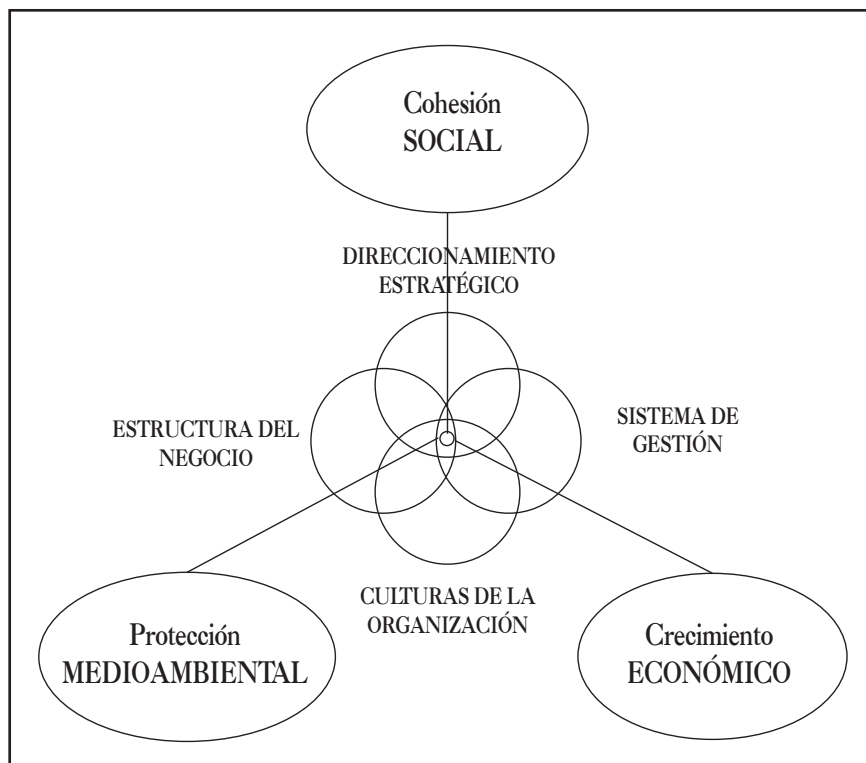 Cohesión
SOCIAL
DIRECCIONAMIENTO
ESTRATÉGICO
ESTRUCTURA DEL
NEGOCIO
SISTEMA DE
GESTIÓN
CULTURAS DE LA
ORGANIZACIÓN
Protección
MEDIOAMBIENTAL
Crecimiento
ECONÓMICO